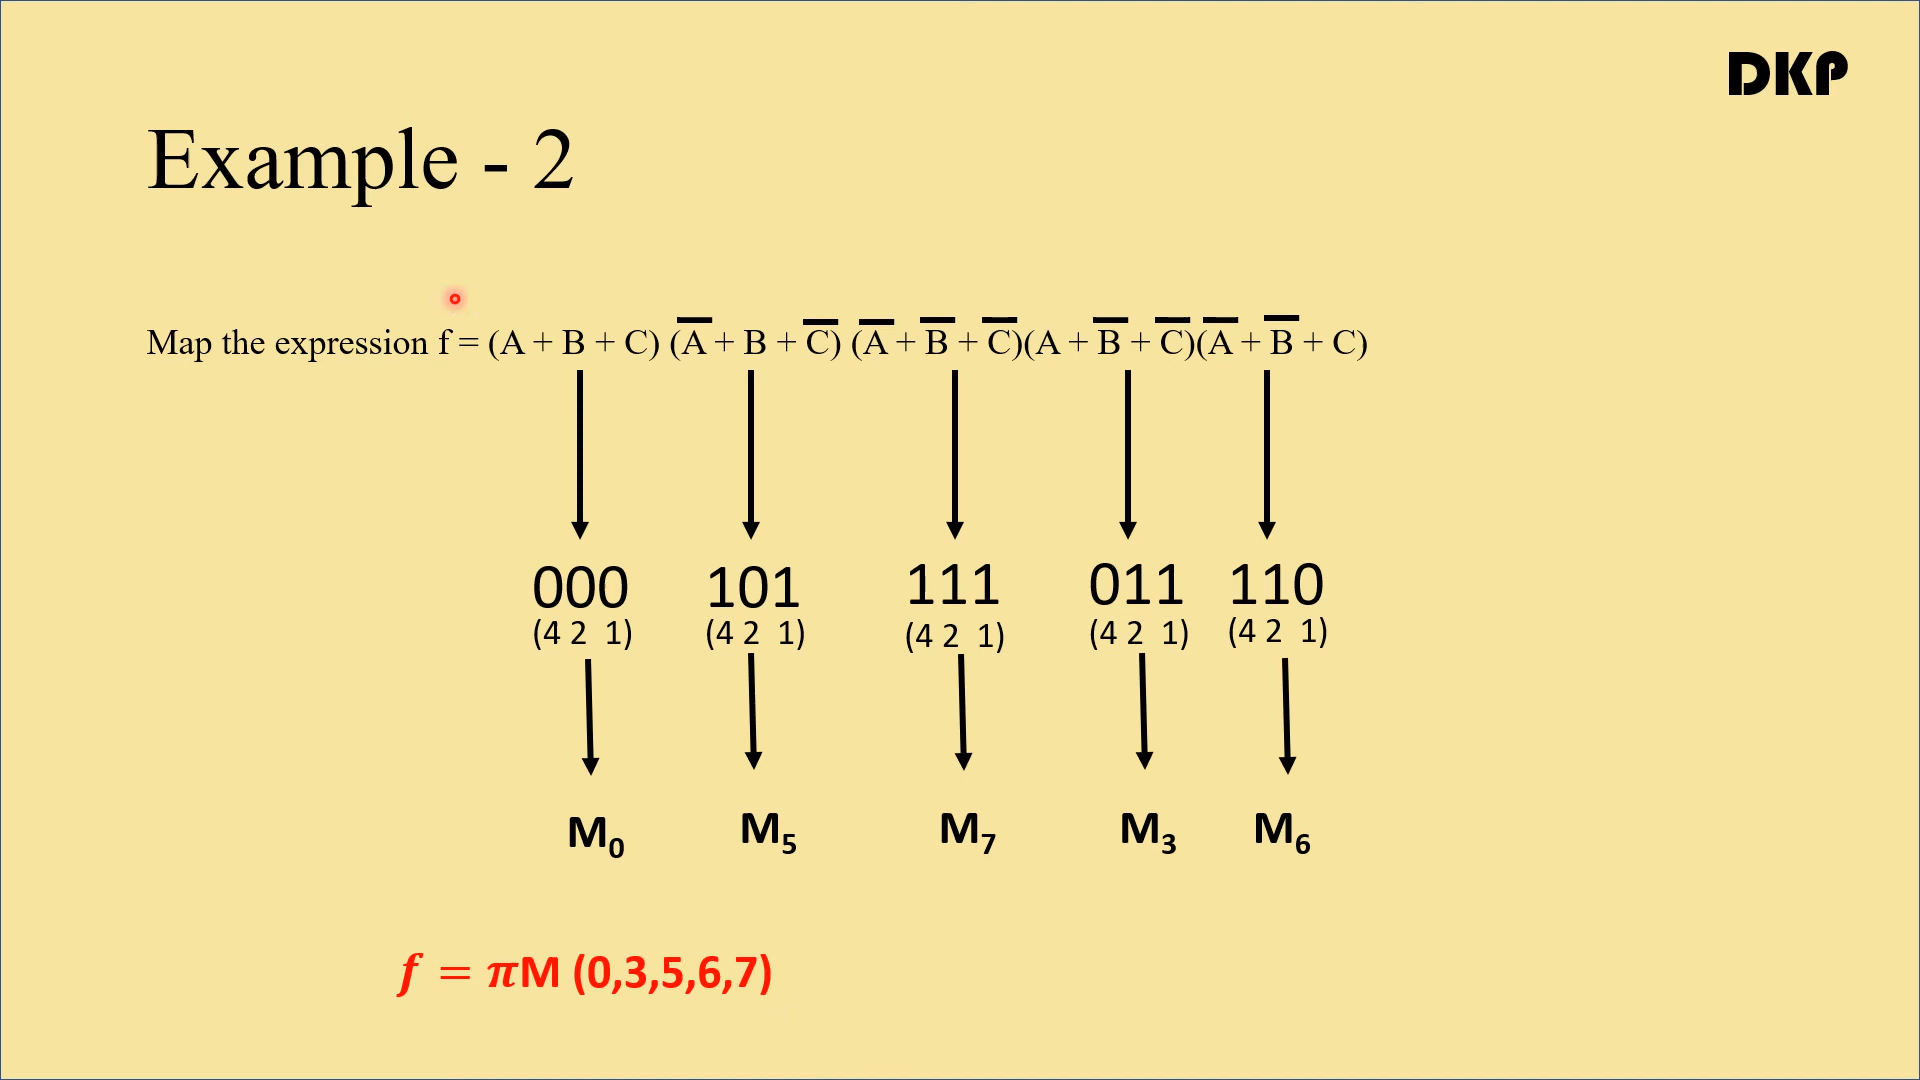 DKP
Example - 2
Map the expression f = (A + B + C) (A̅ + B + C̅) (A̅ + B̅ + C̅)(A + B̅ + C̅)(A̅ + B̅ + C)
000 101 111 011 110
(4 2 1) (4 2 1) (4 2 1) (4 2 1) (4 2 1)
M₀ M₅ M₇ M₃ M₆
f = πM (0,3,5,6,7)